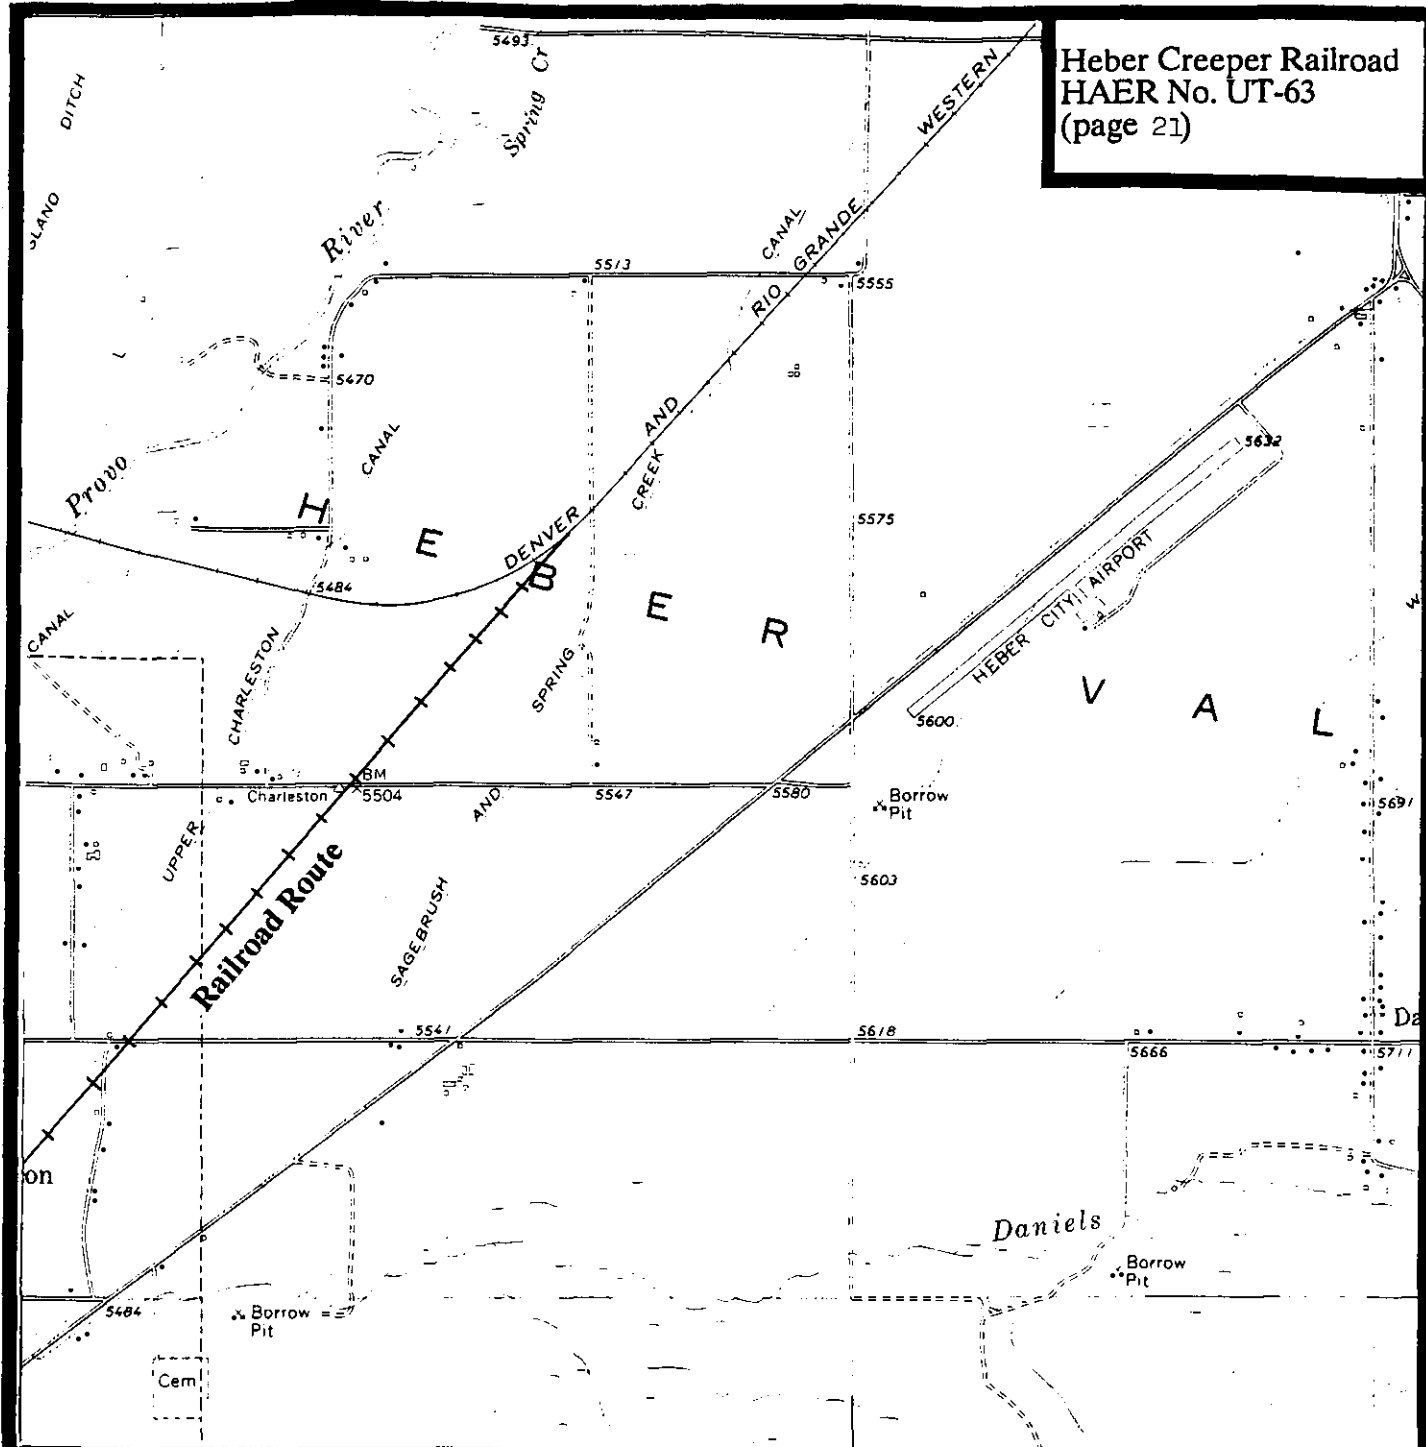 Heber Creeper Railroad
HAER No. UT-63
(page 21)
5493
Spring Cr
DITCH
WESTERN
River
CANAL
GRANDE
5513
5555
RIO
5470
AND
CANAL
CREEK
5632
Provo
H E B E R
DENVER
5575
5484
HEBER CITY AIRPORT
CANAL
CHARLESTON
SPRING
V A L
5600
BM
5504
Charleston
AND
5547
5580
Borrow
Pit
5691
UPPER
5603
Railroad Route
SAGEBRUSH
5541
5618
5666
Da
5711
on
Daniels
Borrow
Pit
5484
Borrow
Pit
Cem